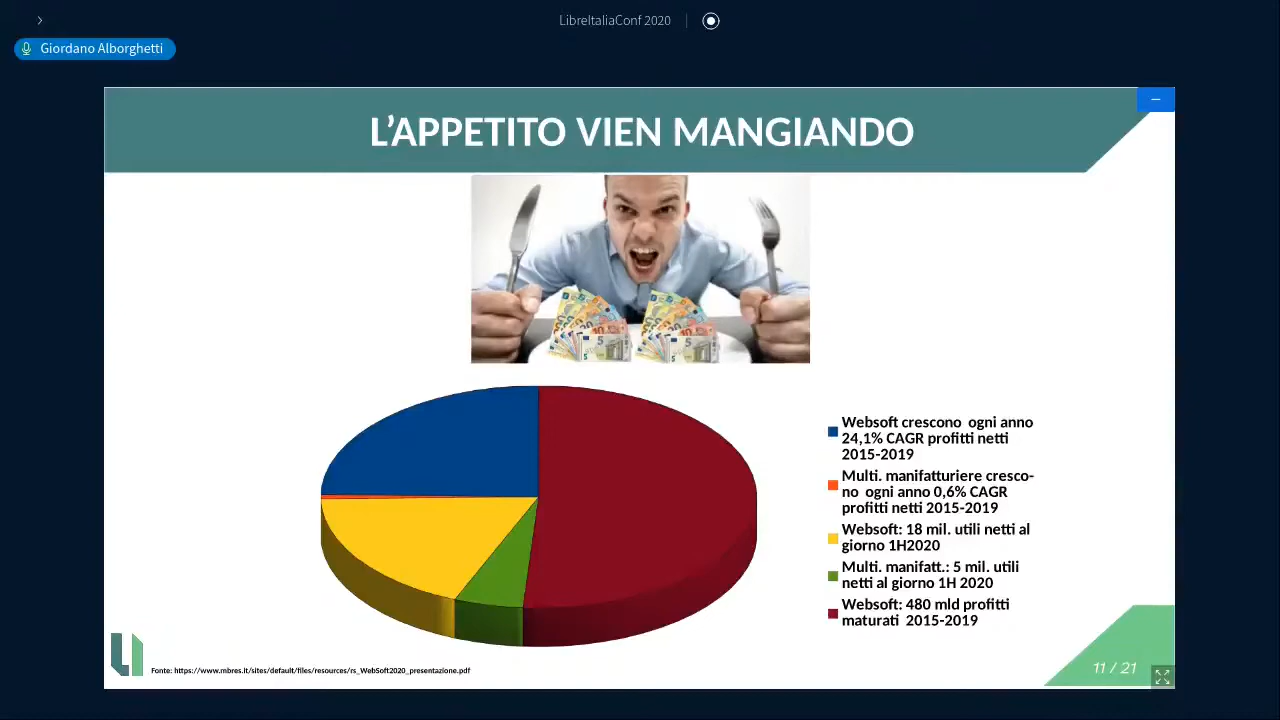 LibreItaliaConf 2020
Giordano Alborghetti
L'APPETITO VIEN MANGIANDO
Websoft crescono ogni anno
24,1% CAGR profitti netti
2015-2019
Multi. manifatturiere cresco-
no ogni anno 0,6% CAGR
profitti netti 2015-2019
Websoft: 18 mil. utili netti al
giorno 1H2020
Multi. manifatt.: 5 mil. utili
netti al giorno 1H 2020
Websoft: 480 mld profitti
maturati 2015-2019
Fonte: https://www.mbres.it/sites/default/files/resources/rs_WebSoft2020_presentazione.pdf
11 / 21